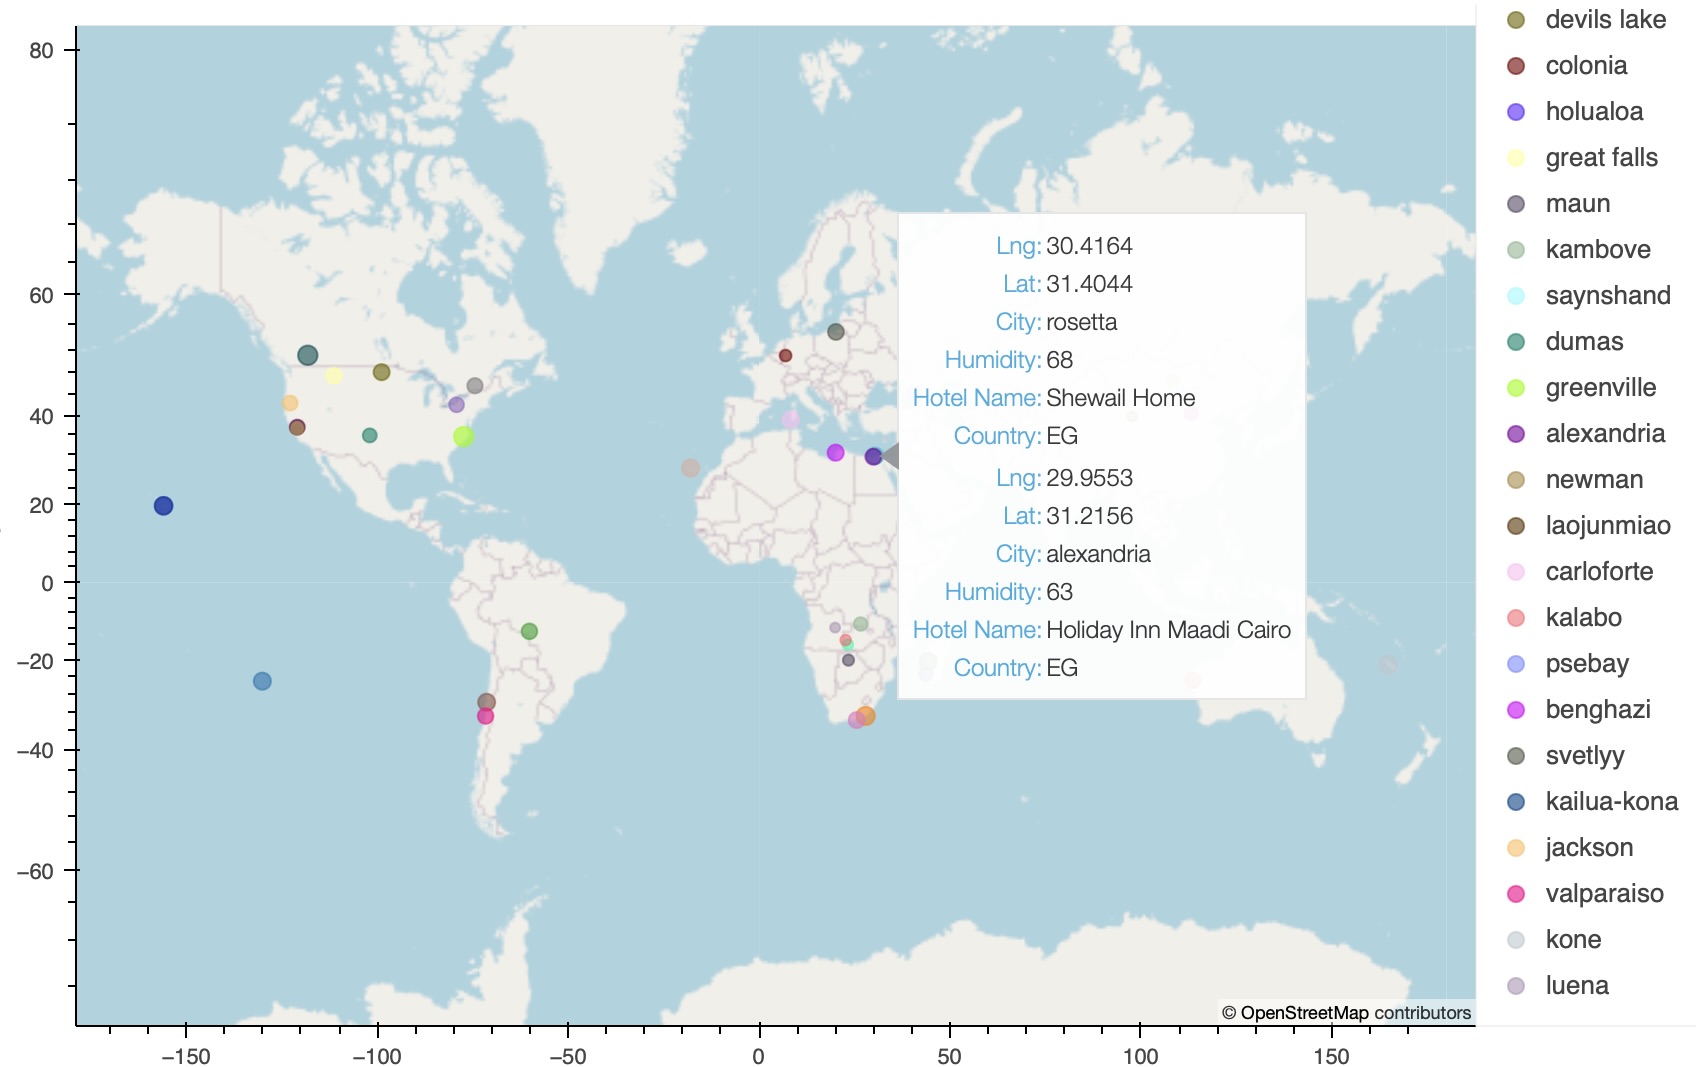 80
60
40
20
0
−20
−40
−60
−150
−100
−50
0
50
100
150
Lng: 30.4164
Lat: 31.4044
City: rosetta
Humidity: 68
Hotel Name: Shewail Home
Country: EG
Lng: 29.9553
Lat: 31.2156
City: alexandria
Humidity: 63
Hotel Name: Holiday Inn Maadi Cairo
Country: EG
© OpenStreetMap contributors
devils lake
colonia
holualoa
great falls
maun
kambove
saynshand
dumas
greenville
alexandria
newman
laojunmiao
carloforte
kalabo
psebay
benghazi
svetlyy
kailua-kona
jackson
valparaiso
kone
luena